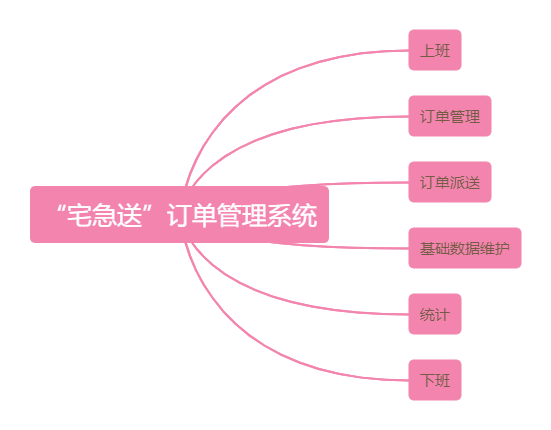 上班
订单管理
订单派送
“宅急送”订单管理系统
基础数据维护
统计
下班